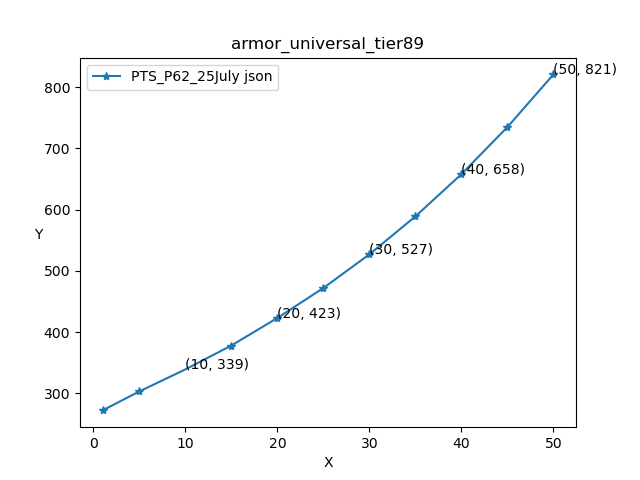 armor_universal_tier89
PTS_P62_25July json
(50, 821)
(40, 658)
(30, 527)
(20, 423)
(10, 339)
800
700
600
500
400
300
Y
0 10 20 30 40 50
X